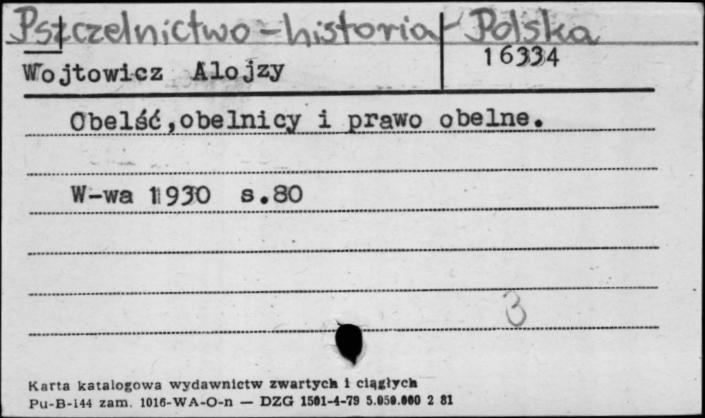 Pszczelnictwo - historia - Polska
16334
Wojtowicz Alojzy
Obelść, obelnicy i prawo obelne.
W-wa 1930 s.80
3
Karta katalogowa wydawnictw zwartych i ciągłych
Pu-B-144 zam. 1016-WA-O-n — DZG 1501-4-79 5.050.000 2 81